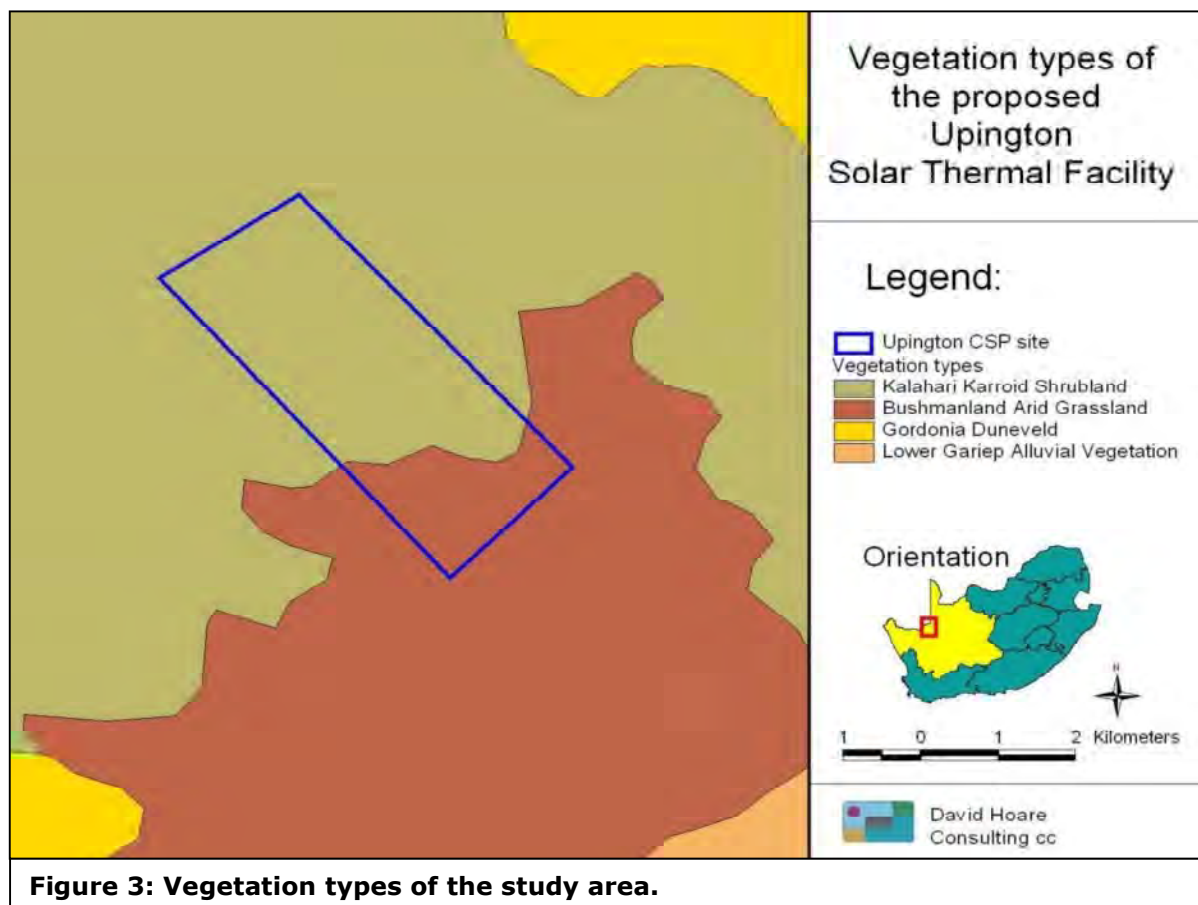 Vegetation types of
the proposed
Upington
Solar Thermal Facility
Legend:
Upington CSP site
Vegetation types
Kalahari Karroid Shrubland
Bushmanland Arid Grassland
Gordonia Duneveld
Lower Gariep Alluvial Vegetation
Orientation
N
1 0 1 2 Kilometers
David Hoare
Consulting cc
Figure 3: Vegetation types of the study area.